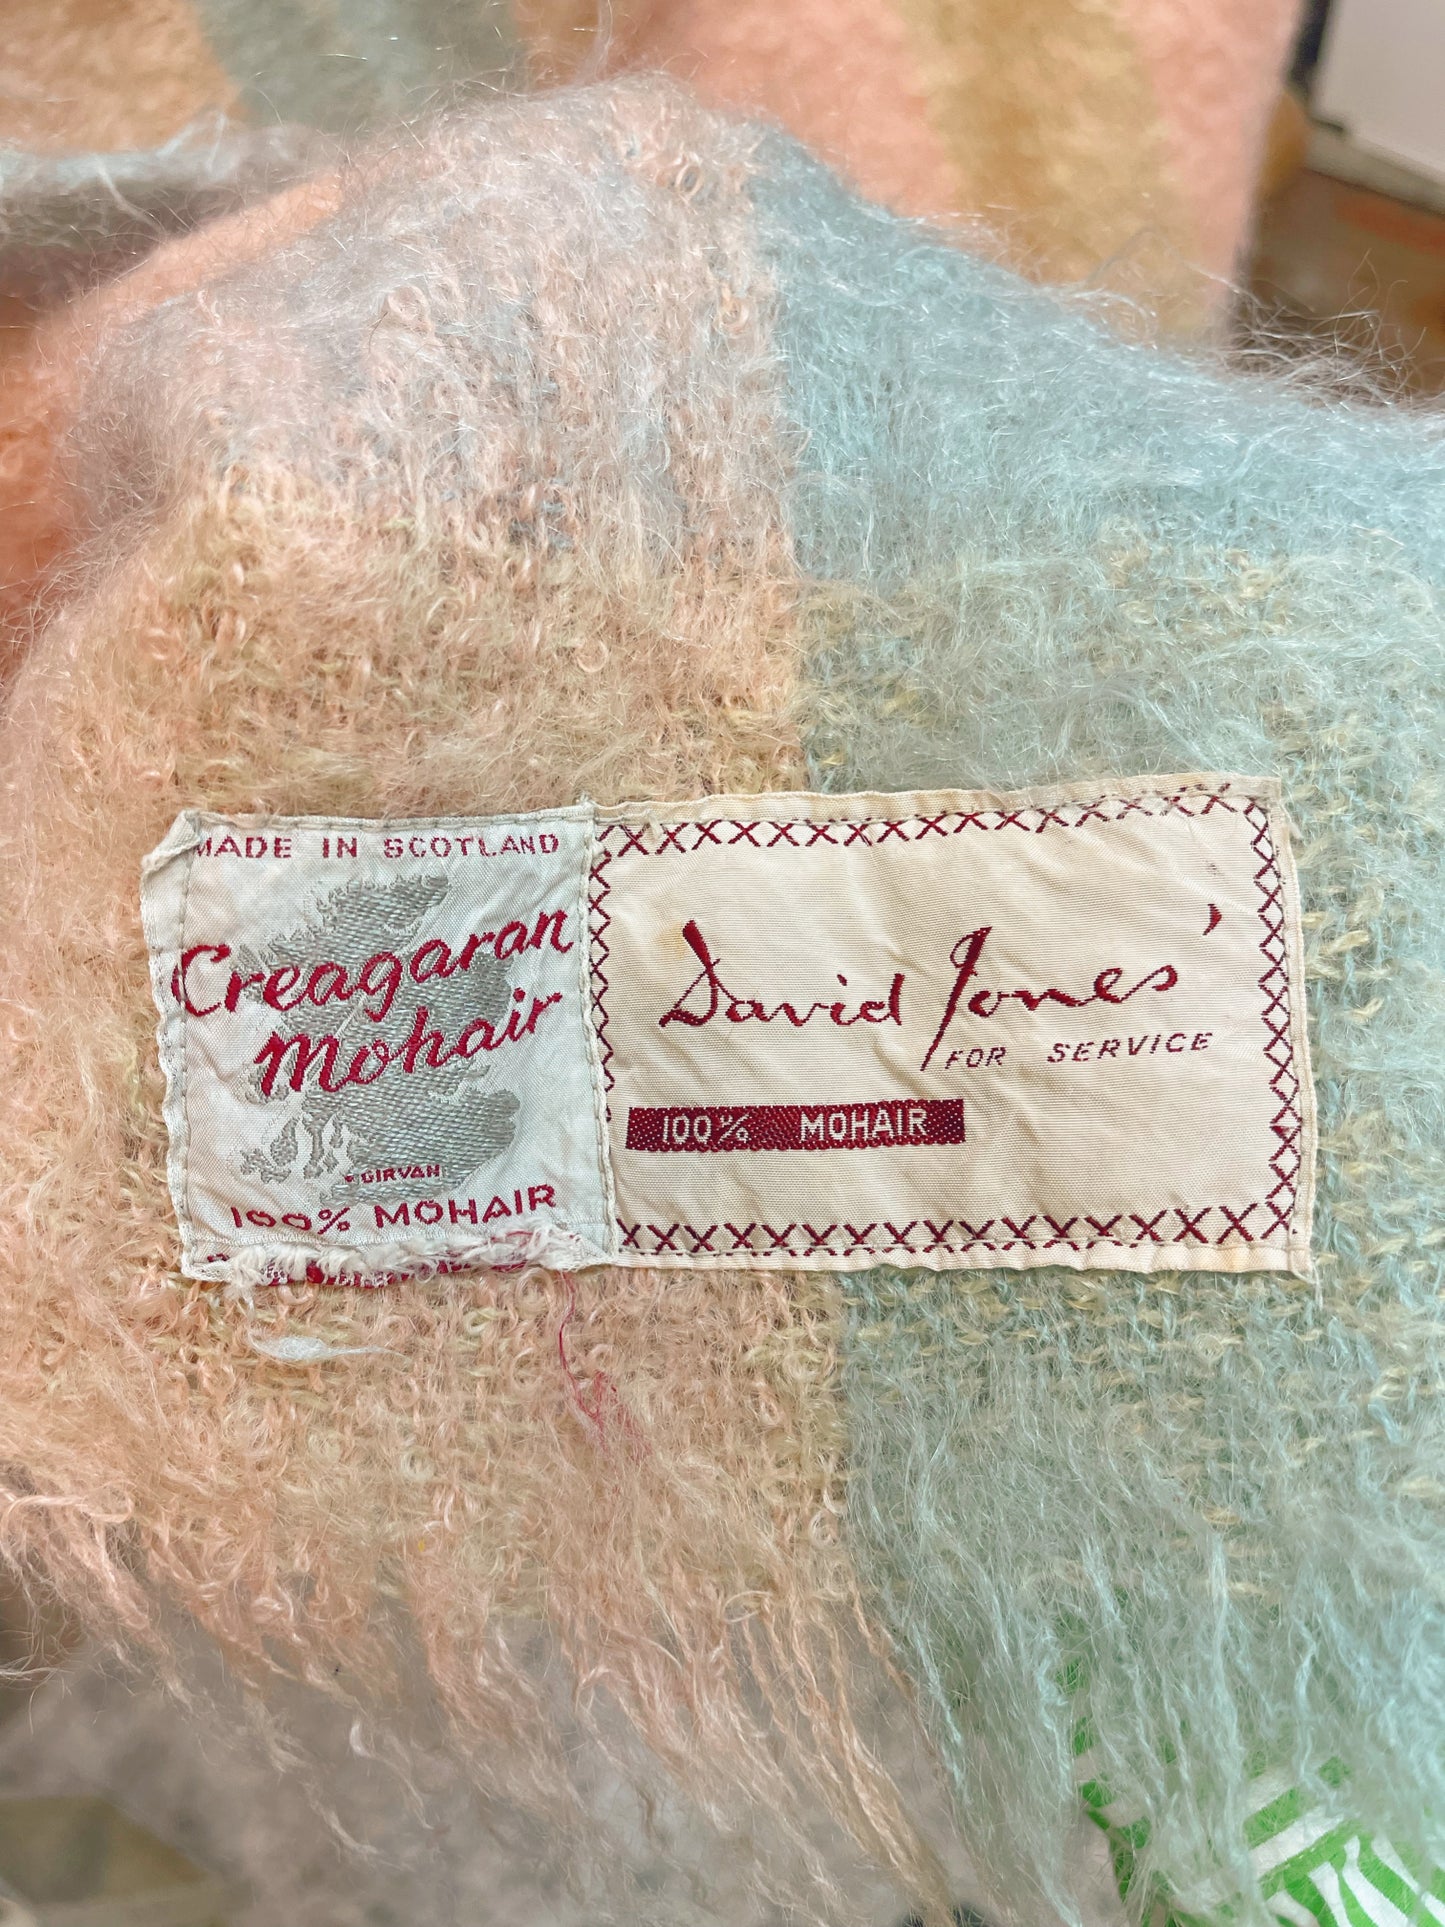 MADE IN SCOTLAND
Creagaran
Mohair
GIRVAN
100% MOHAIR
David Jones'
FOR SERVICE
100% MOHAIR